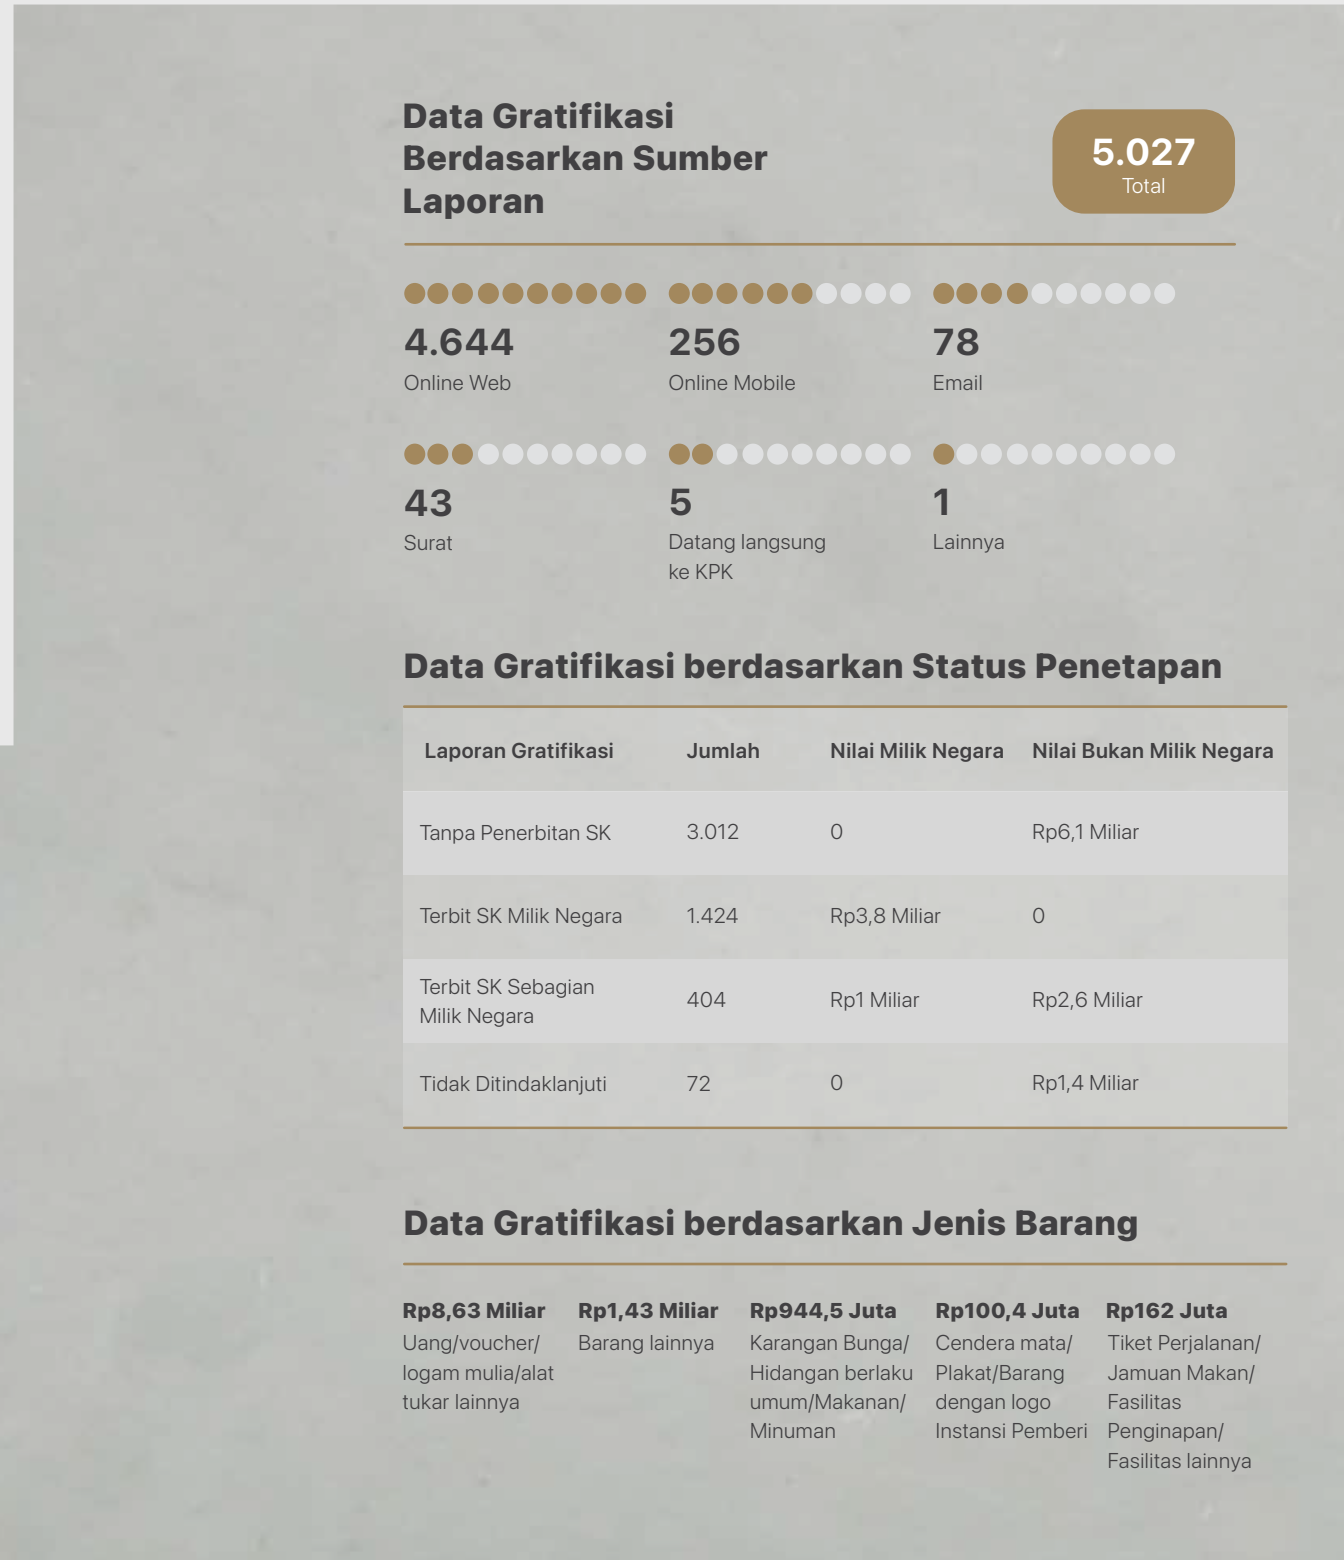 Data Gratifikasi
Berdasarkan Sumber
Laporan
5.027
Total
4.644
Online Web
256
Online Mobile
78
Email
43
Surat
5
Datang langsung
ke KPK
1
Lainnya
Data Gratifikasi berdasarkan Status Penetapan
Laporan Gratifikasi Jumlah Nilai Milik Negara Nilai Bukan Milik Negara
Tanpa Penerbitan SK 3.012 0 Rp6,1 Miliar
Terbit SK Milik Negara 1.424 Rp3,8 Miliar 0
Terbit SK Sebagian
Milik Negara 404 Rp1 Miliar Rp2,6 Miliar
Tidak Ditindaklanjuti 72 0 Rp1,4 Miliar
Data Gratifikasi berdasarkan Jenis Barang
Rp8,63 Miliar
Uang/voucher/
logam mulia/alat
tukar lainnya
Rp1,43 Miliar
Barang lainnya
Rp944,5 Juta
Karangan Bunga/
Hidangan berlaku
umum/Makanan/
Minuman
Rp100,4 Juta
Cendera mata/
Plakat/Barang
dengan logo
Instansi Pemberi
Rp162 Juta
Tiket Perjalanan/
Jamuan Makan/
Fasilitas
Penginapan/
Fasilitas lainnya